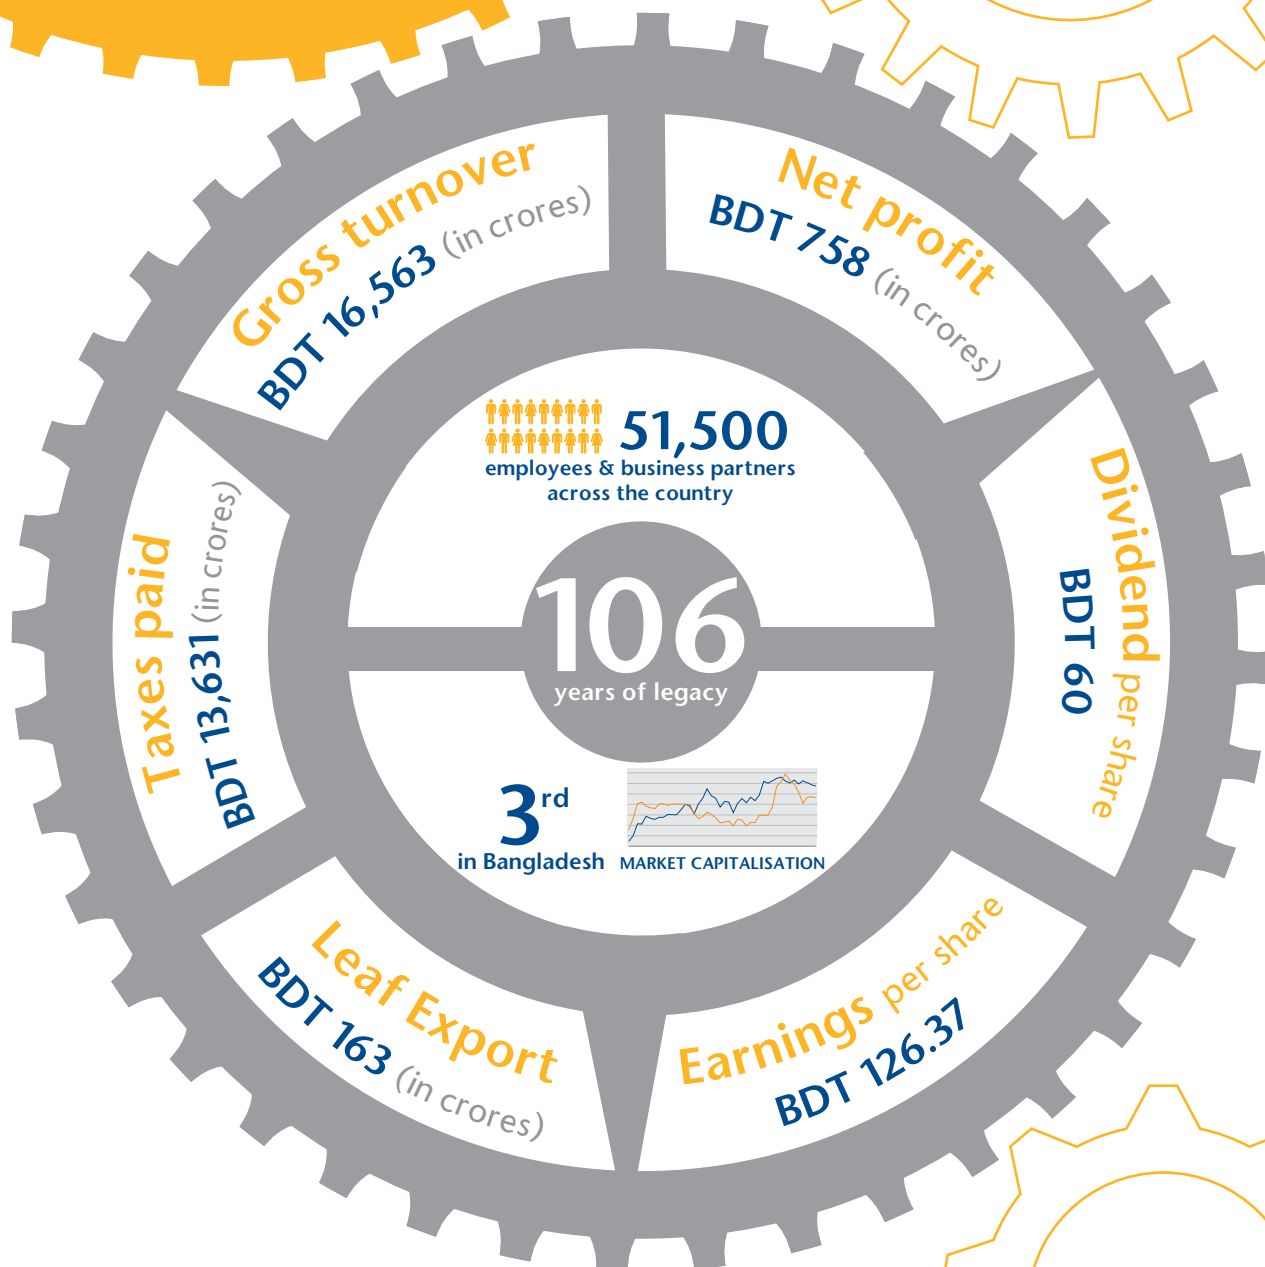 Gross turnover
BDT 16,563 (in crores)
Net profit
BDT 758 (in crores)
Dividend per share
BDT 60
Earnings per share
BDT 126.37
Leaf Export
BDT 163 (in crores)
Taxes paid
BDT 13,631 (in crores)
51,500
employees & business partners
across the country
106
years of legacy
3rd
in Bangladesh
MARKET CAPITALISATION